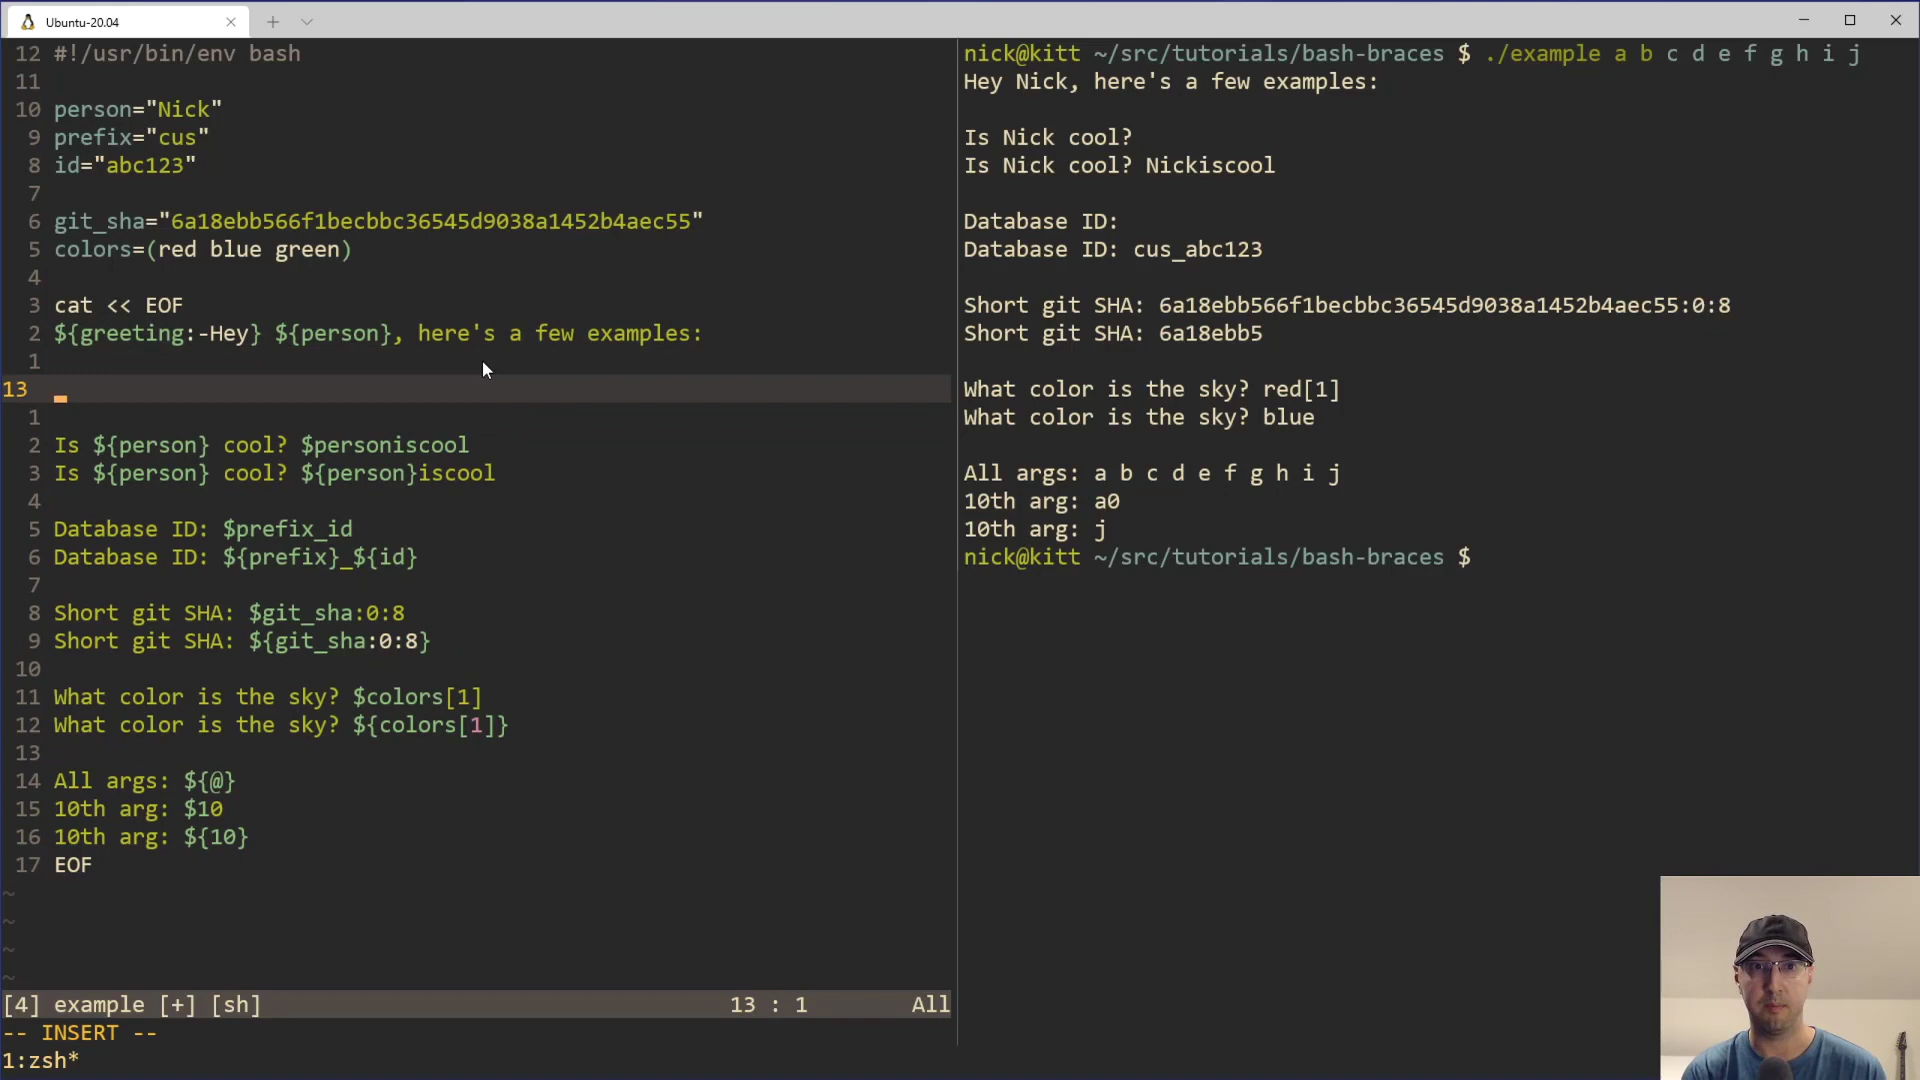 Ubuntu-20.04
12 #!/usr/bin/env bash
11
10 person="Nick"
9 prefix="cus"
8 id="abc123"
7
6 git_sha="6a18ebb566f1becbbc36545d9038a1452b4aec55"
5 colors=(red blue green)
4
3 cat << EOF
2 ${greeting:-Hey} ${person}, here's a few examples:
1
13
1
2 Is ${person} cool? $personiscool
3 Is ${person} cool? ${person}iscool
4
5 Database ID: $prefix_id
6 Database ID: ${prefix}_${id}
7
8 Short git SHA: $git_sha:0:8
9 Short git SHA: ${git_sha:0:8}
10
11 What color is the sky? $colors[1]
12 What color is the sky? ${colors[1]}
13
14 All args: ${@}
15 10th arg: $10
16 10th arg: ${10}
17 EOF
~
~
~
~
[4] example [+] [sh] 13 : 1 All
-- INSERT --
1:zsh*
nick@kitt ~/src/tutorials/bash-braces $ ./example a b c d e f g h i j
Hey Nick, here's a few examples:
Is Nick cool?
Is Nick cool? Nickiscool
Database ID:
Database ID: cus_abc123
Short git SHA: 6a18ebb566f1becbbc36545d9038a1452b4aec55:0:8
Short git SHA: 6a18ebb5
What color is the sky? red[1]
What color is the sky? blue
All args: a b c d e f g h i j
10th arg: a0
10th arg: j
nick@kitt ~/src/tutorials/bash-braces $